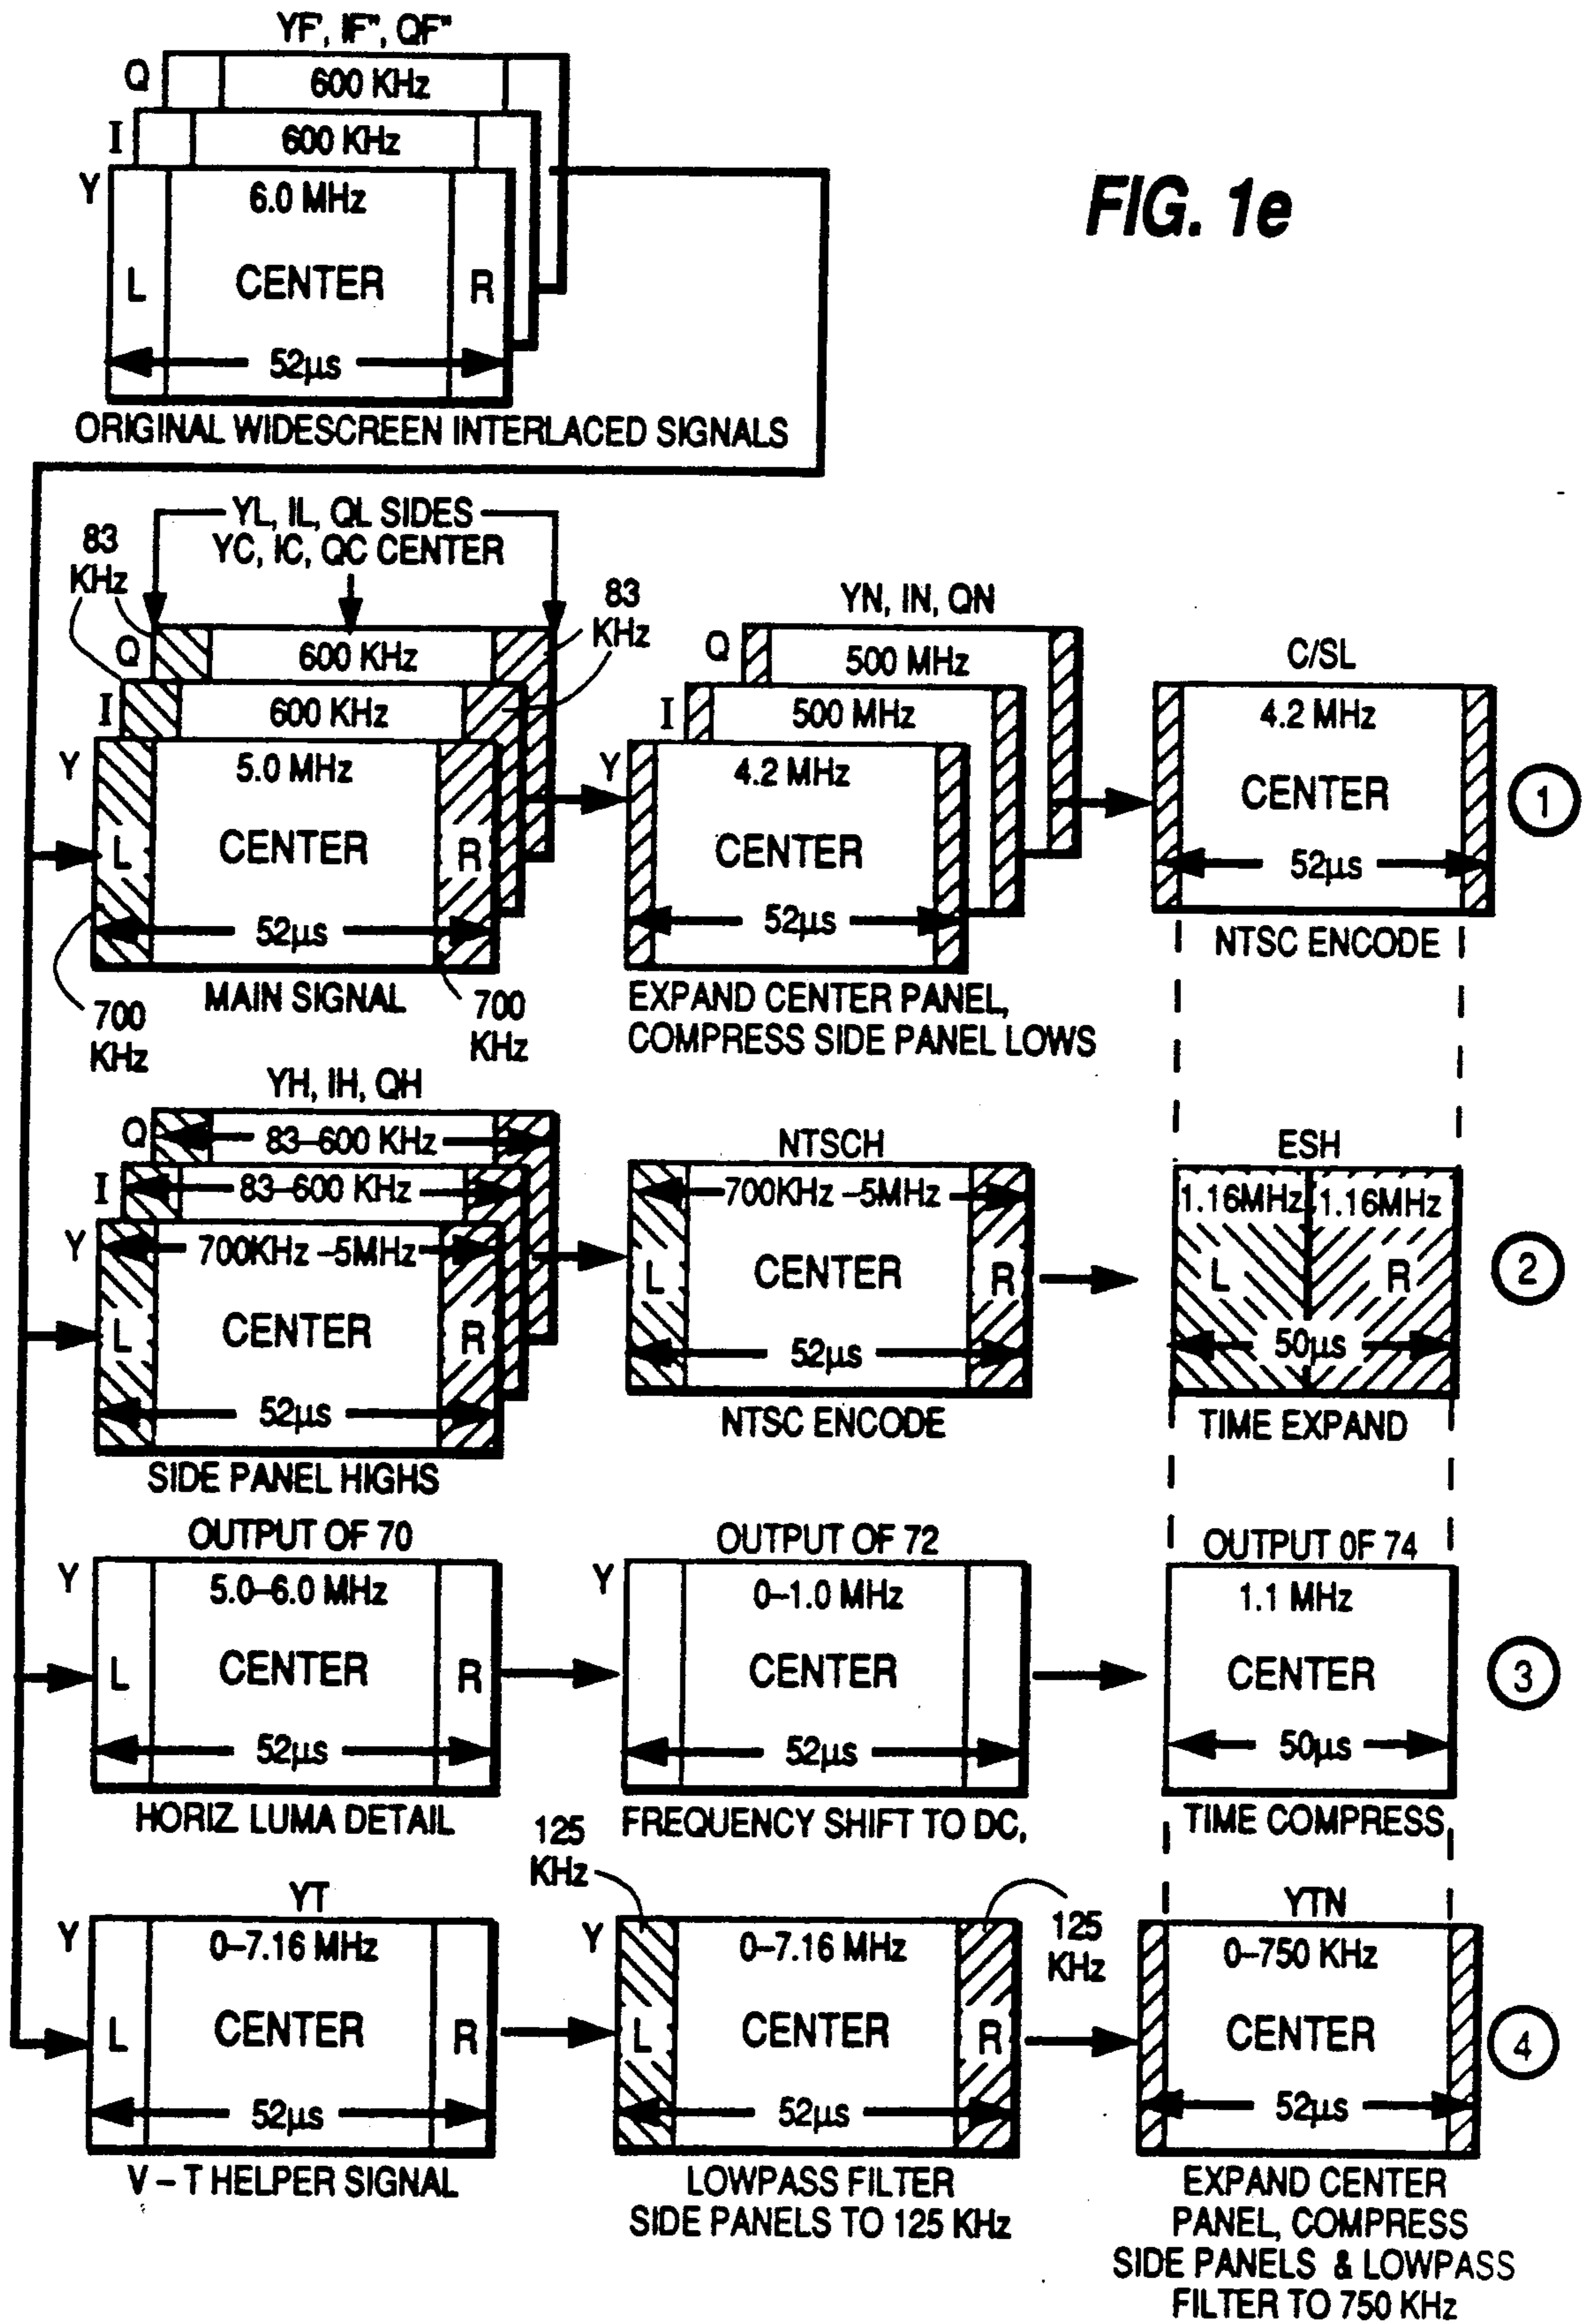 YF', IF", QF"
Q
600 KHz
I
600 KHz
Y
6.0 MHz
L
CENTER
R
52µs
ORIGINAL WIDESCREEN INTERLACED SIGNALS
FIG. 1e
YL, IL, QL SIDES
YC, IC, QC CENTER
83
KHz
83
KHz
Q
600 KHz
I
600 KHz
Y
5.0 MHz
L
CENTER
R
52µs
MAIN SIGNAL
700
KHz
700
KHz
YN, IN, QN
Q
500 MHz
I
500 MHz
Y
4.2 MHz
CENTER
52µs
EXPAND CENTER PANEL,
COMPRESS SIDE PANEL LOWS
C/SL
4.2 MHz
CENTER
52µs
NTSC ENCODE
1
YH, IH, QH
Q
83–600 KHz
I
83–600 KHz
Y
700KHz –5MHz
L
CENTER
R
52µs
SIDE PANEL HIGHS
NTSCH
700KHz –5MHz
L
CENTER
R
52µs
NTSC ENCODE
ESH
1.16MHz
1.16MHz
L
R
50µs
TIME EXPAND
2
OUTPUT OF 70
Y
5.0–6.0 MHz
L
CENTER
R
52µs
HORIZ. LUMA DETAIL
OUTPUT OF 72
Y
0–1.0 MHz
CENTER
52µs
FREQUENCY SHIFT TO DC,
OUTPUT OF 74
1.1 MHz
CENTER
50µs
TIME COMPRESS
3
YT
Y
0–7.16 MHz
L
CENTER
R
52µs
V – T HELPER SIGNAL
125
KHz
125
KHz
Y
0–7.16 MHz
L
CENTER
R
52µs
LOWPASS FILTER
SIDE PANELS TO 125 KHz
YTN
0–750 KHz
CENTER
52µs
EXPAND CENTER
PANEL, COMPRESS
SIDE PANELS & LOWPASS
FILTER TO 750 KHz
4